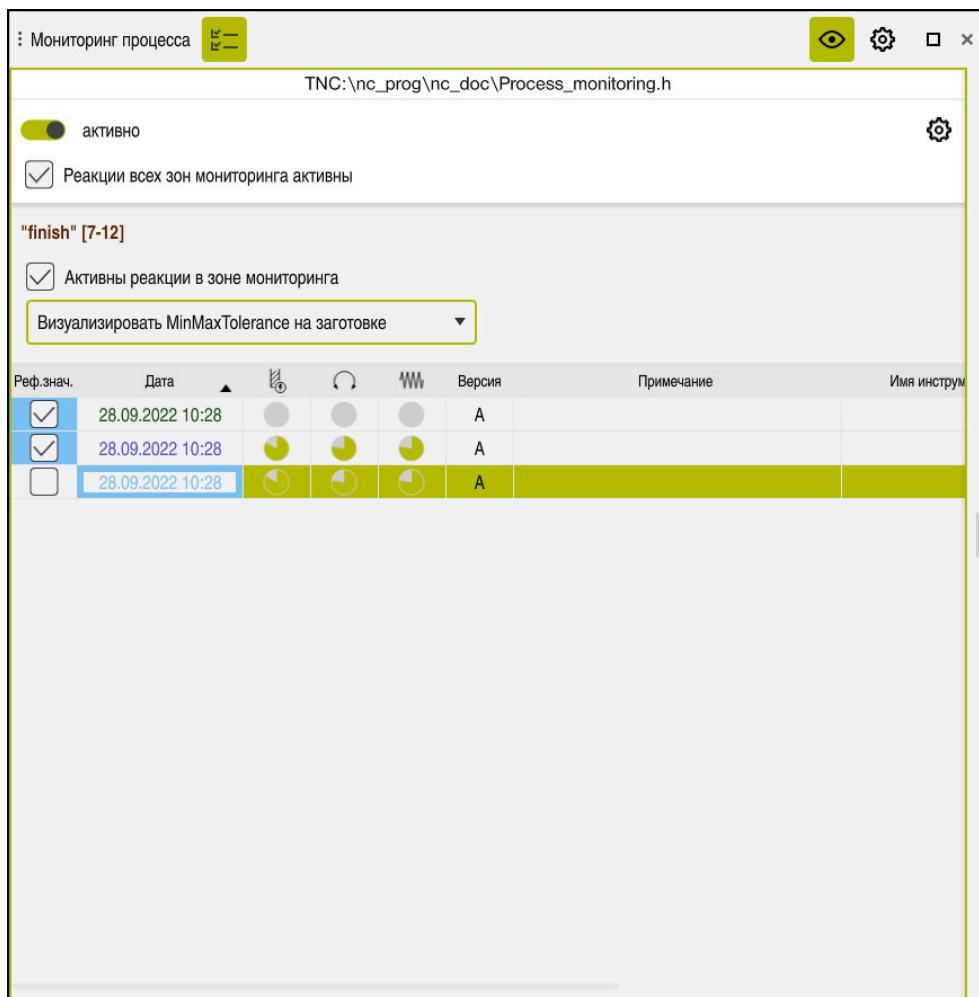 Мониторинг процесса
TNC:\nc_prog\nc_doc\Process_monitoring.h
активно
Реакции всех зон мониторинга активны
"finish" [7-12]
Активны реакции в зоне мониторинга
Визуализировать MinMaxTolerance на заготовке
Реф.знач. Дата Версия Примечание Имя инструм
28.09.2022 10:28 A
28.09.2022 10:28 A
28.09.2022 10:28 A